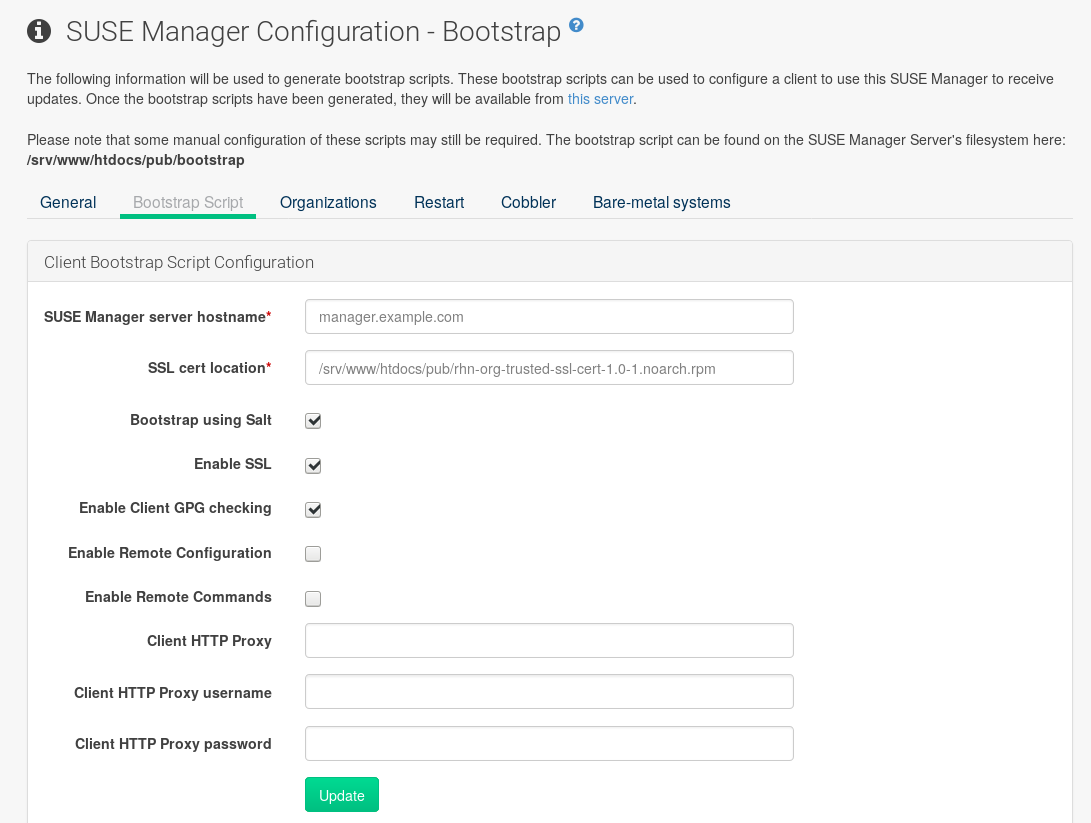 SUSE Manager Configuration - Bootstrap
The following information will be used to generate bootstrap scripts. These bootstrap scripts can be used to configure a client to use this SUSE Manager to receive
updates. Once the bootstrap scripts have been generated, they will be available from this server.
Please note that some manual configuration of these scripts may still be required. The bootstrap script can be found on the SUSE Manager Server's filesystem here:
/srv/www/htdocs/pub/bootstrap
General Bootstrap Script Organizations Restart Cobbler Bare-metal systems
Client Bootstrap Script Configuration
SUSE Manager server hostname* manager.example.com
SSL cert location* /srv/www/htdocs/pub/rhn-org-trusted-ssl-cert-1.0-1.noarch.rpm
Bootstrap using Salt
Enable SSL
Enable Client GPG checking
Enable Remote Configuration
Enable Remote Commands
Client HTTP Proxy
Client HTTP Proxy username
Client HTTP Proxy password
Update